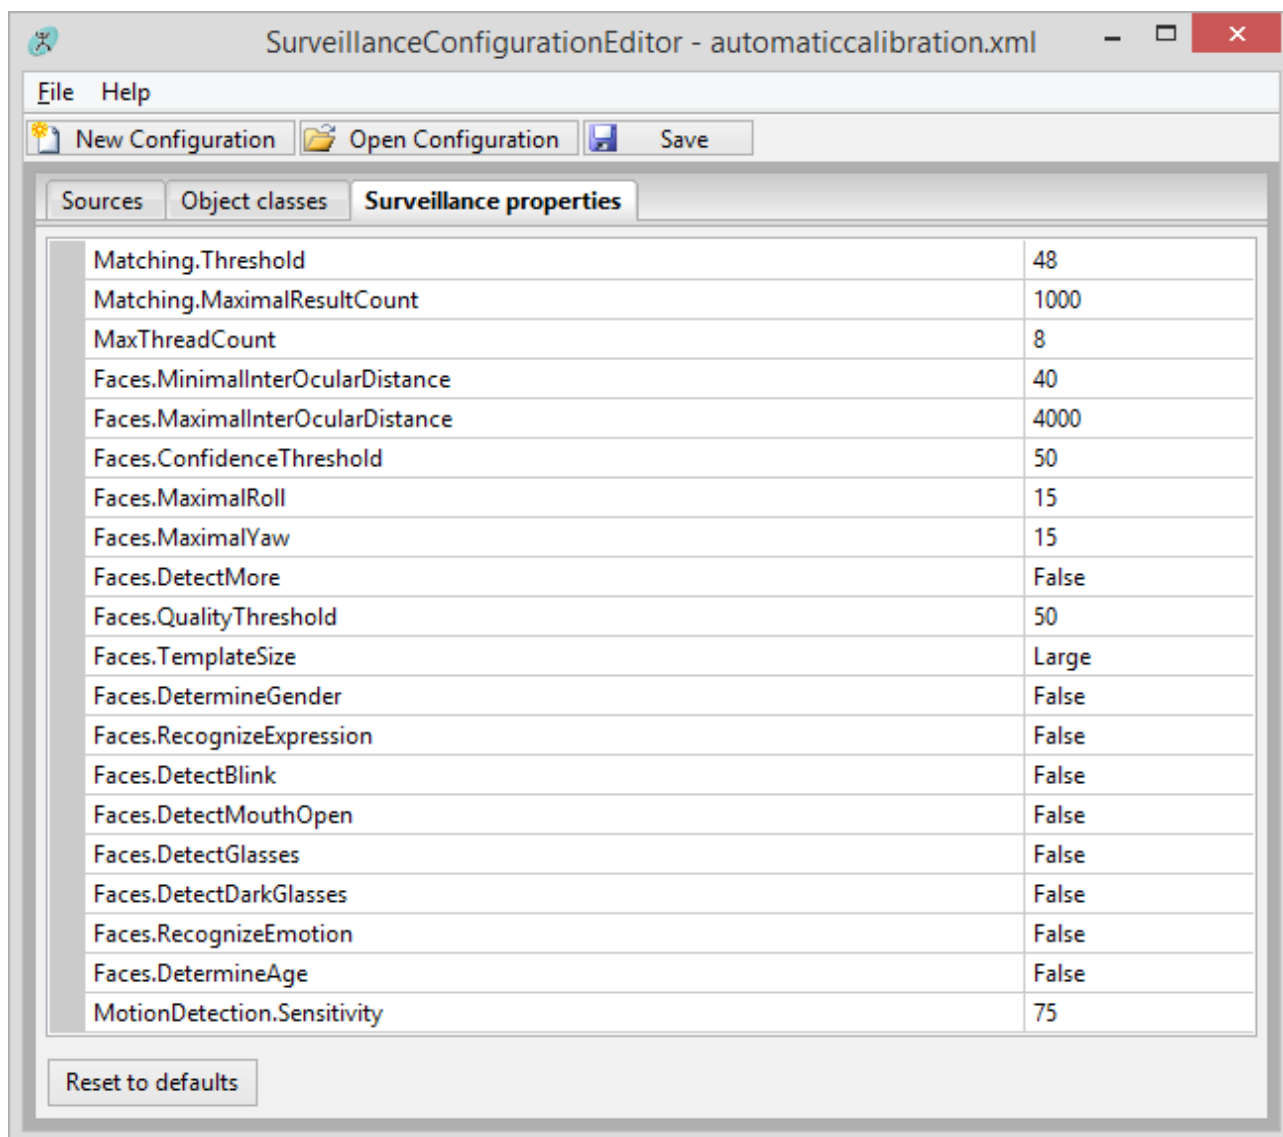 SurveillanceConfigurationEditor - automaticcalibration.xml
File Help
New Configuration Open Configuration Save
Sources Object classes Surveillance properties
Matching.Threshold 48
Matching.MaximalResultCount 1000
MaxThreadCount 8
Faces.MinimalInterOcularDistance 40
Faces.MaximalInterOcularDistance 4000
Faces.ConfidenceThreshold 50
Faces.MaximalRoll 15
Faces.MaximalYaw 15
Faces.DetectMore False
Faces.QualityThreshold 50
Faces.TemplateSize Large
Faces.DetermineGender False
Faces.RecognizeExpression False
Faces.DetectBlink False
Faces.DetectMouthOpen False
Faces.DetectGlasses False
Faces.DetectDarkGlasses False
Faces.RecognizeEmotion False
Faces.DetermineAge False
MotionDetection.Sensitivity 75
Reset to defaults